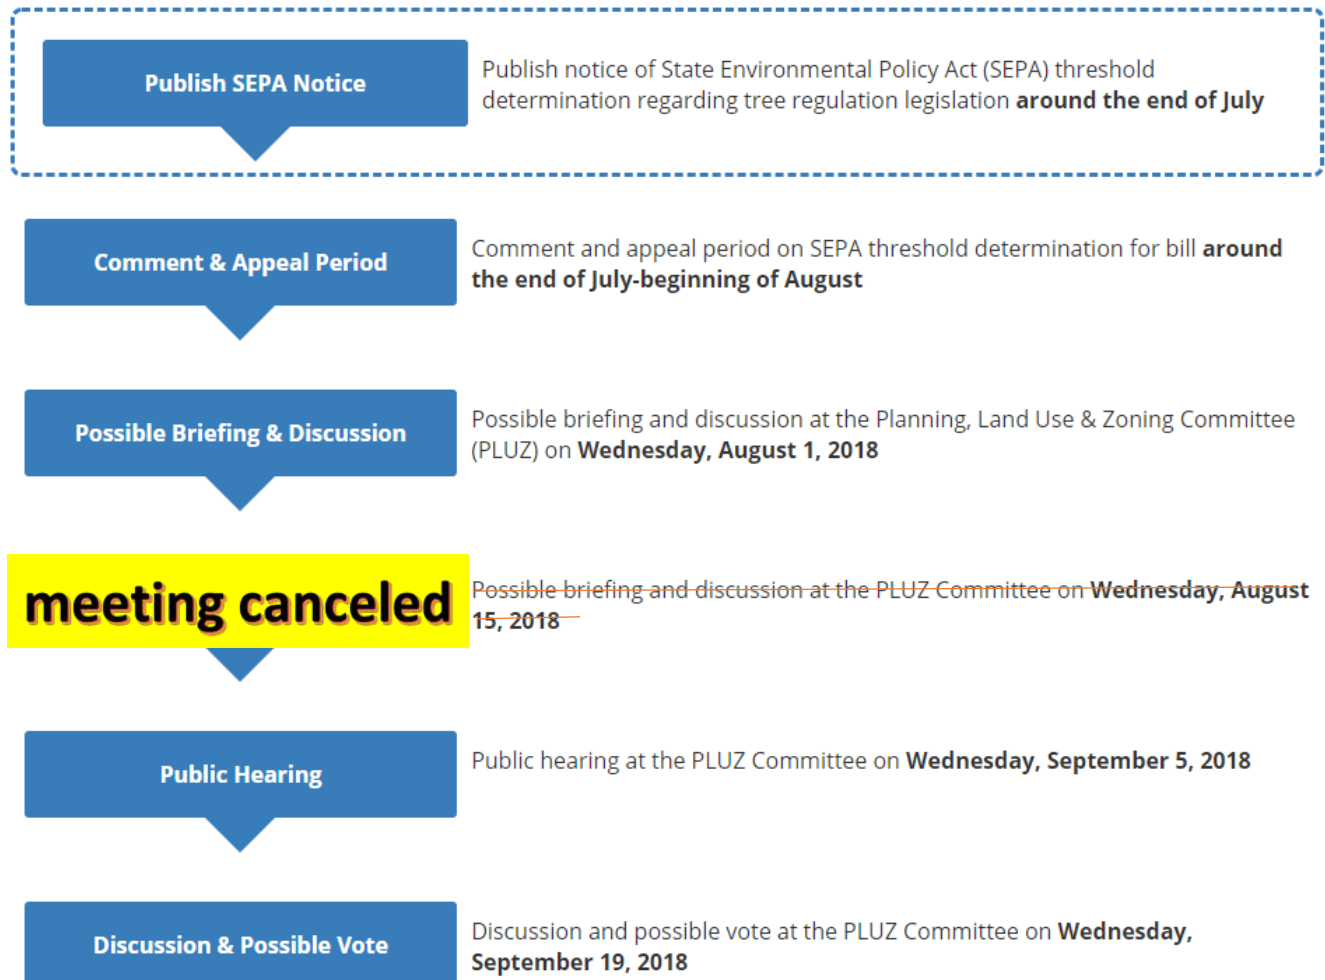 Publish SEPA Notice
Publish notice of State Environmental Policy Act (SEPA) threshold
determination regarding tree regulation legislation around the end of July
Comment & Appeal Period
Comment and appeal period on SEPA threshold determination for bill around
the end of July-beginning of August
Possible Briefing & Discussion
Possible briefing and discussion at the Planning, Land Use & Zoning Committee
(PLUZ) on Wednesday, August 1, 2018
meeting canceled
Possible briefing and discussion at the PLUZ Committee on Wednesday, August
15, 2018
Public Hearing
Public hearing at the PLUZ Committee on Wednesday, September 5, 2018
Discussion & Possible Vote
Discussion and possible vote at the PLUZ Committee on Wednesday,
September 19, 2018